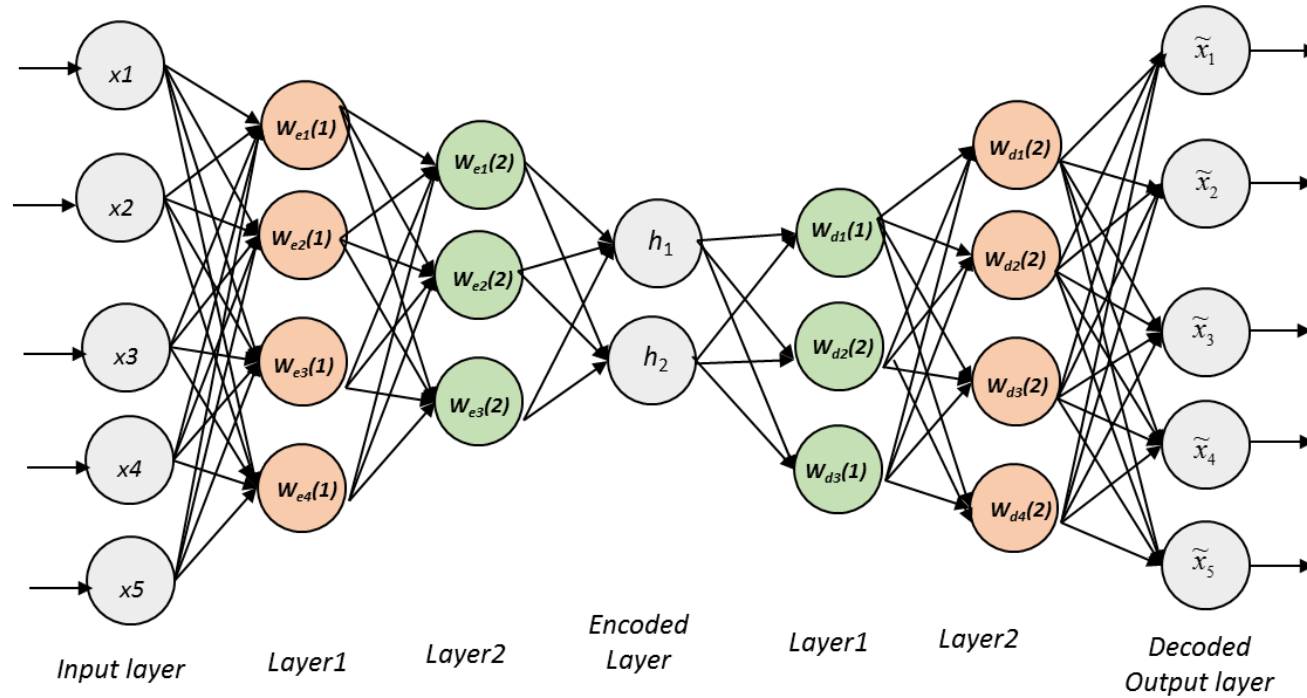 x1
x2
x3
x4
x5
We1(1)
We2(1)
We3(1)
We4(1)
We1(2)
We2(2)
We3(2)
h1
h2
Wd1(1)
Wd2(2)
Wd3(1)
Wd1(2)
Wd2(2)
Wd3(2)
Wd4(2)
x̃1
x̃2
x̃3
x̃4
x̃5
Input layer
Layer1
Layer2
Encoded
Layer
Layer1
Layer2
Decoded
Output layer